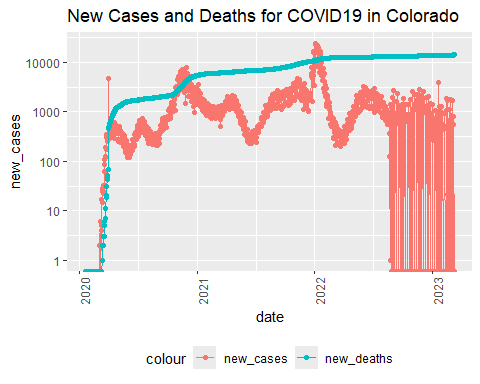 New Cases and Deaths for COVID19 in Colorado
new_cases
10000
1000
100
10
1
2020
2021
2022
2023
date
colour
new_cases
new_deaths